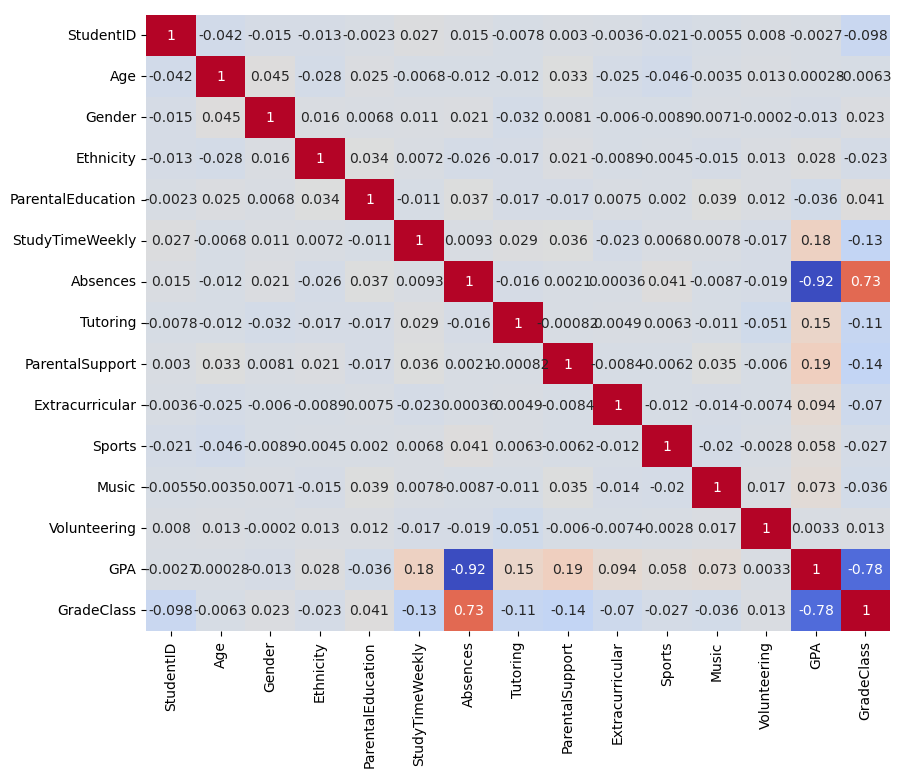 StudentID 1 -0.042 -0.015 -0.013 -0.0023 0.027 0.015 -0.0078 0.003 -0.0036 -0.021 -0.0055 0.008 -0.0027 -0.098
Age -0.042 1 0.045 -0.028 0.025 -0.0068 -0.012 -0.012 0.033 -0.025 -0.046 -0.0035 0.013 0.00028 -0.0063
Gender -0.015 0.045 1 0.016 0.0068 0.011 0.021 -0.032 0.0081 -0.006 -0.0089 0.0071 -0.0002 -0.013 0.023
Ethnicity -0.013 -0.028 0.016 1 0.034 0.0072 -0.026 -0.017 0.021 -0.0089 -0.0045 -0.015 0.013 0.028 -0.023
ParentalEducation -0.0023 0.025 0.0068 0.034 1 -0.011 0.037 -0.017 -0.017 0.0075 0.002 0.039 0.012 -0.036 0.041
StudyTimeWeekly 0.027 -0.0068 0.011 0.0072 -0.011 1 0.0093 0.029 0.036 -0.023 0.0068 0.0078 -0.017 0.18 -0.13
Absences 0.015 -0.012 0.021 -0.026 0.037 0.0093 1 -0.016 0.0021 0.00036 0.041 -0.0087 -0.019 -0.92 0.73
Tutoring -0.0078 -0.012 -0.032 -0.017 -0.017 0.029 -0.016 1 -0.00082 0.0049 0.0063 -0.011 -0.051 0.15 -0.11
ParentalSupport 0.003 0.033 0.0081 0.021 -0.017 0.036 0.0021 -0.00082 1 -0.0084 -0.0062 0.035 -0.006 0.19 -0.14
Extracurricular -0.0036 -0.025 -0.006 -0.0089 0.0075 -0.023 0.00036 0.0049 -0.0084 1 -0.012 -0.014 -0.0074 0.094 -0.07
Sports -0.021 -0.046 -0.0089 -0.0045 0.002 0.0068 0.041 0.0063 -0.0062 -0.012 1 -0.02 -0.0028 0.058 -0.027
Music -0.0055 -0.0035 0.0071 -0.015 0.039 0.0078 -0.0087 -0.011 0.035 -0.014 -0.02 1 0.017 0.073 -0.036
Volunteering 0.008 0.013 -0.0002 0.013 0.012 -0.017 -0.019 -0.051 -0.006 -0.0074 -0.0028 0.017 1 0.0033 0.013
GPA -0.0027 0.00028 -0.013 0.028 -0.036 0.18 -0.92 0.15 0.19 0.094 0.058 0.073 0.0033 1 -0.78
GradeClass -0.098 -0.0063 0.023 -0.023 0.041 -0.13 0.73 -0.11 -0.14 -0.07 -0.027 -0.036 0.013 -0.78 1
StudentID Age Gender Ethnicity ParentalEducation StudyTimeWeekly Absences Tutoring ParentalSupport Extracurricular Sports Music Volunteering GPA GradeClass